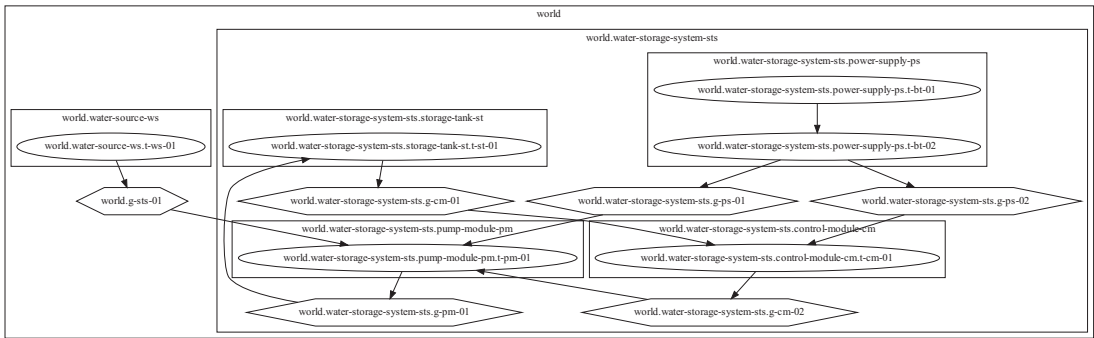 world
world.water-storage-system-sts
world.water-storage-system-sts.power-supply-ps
world.water-storage-system-sts.power-supply-ps.t-bt-01
world.water-source-ws
world.water-storage-system-sts.storage-tank-st
world.water-source-ws.t-ws-01
world.water-storage-system-sts.storage-tank-st.t-st-01
world.water-storage-system-sts.power-supply-ps.t-bt-02
world.g-sts-01
world.water-storage-system-sts.g-cm-01
world.water-storage-system-sts.g-ps-01
world.water-storage-system-sts.g-ps-02
world.water-storage-system-sts.pump-module-pm
world.water-storage-system-sts.control-module-cm
world.water-storage-system-sts.pump-module-pm.t-pm-01
world.water-storage-system-sts.control-module-cm.t-cm-01
world.water-storage-system-sts.g-pm-01
world.water-storage-system-sts.g-cm-02